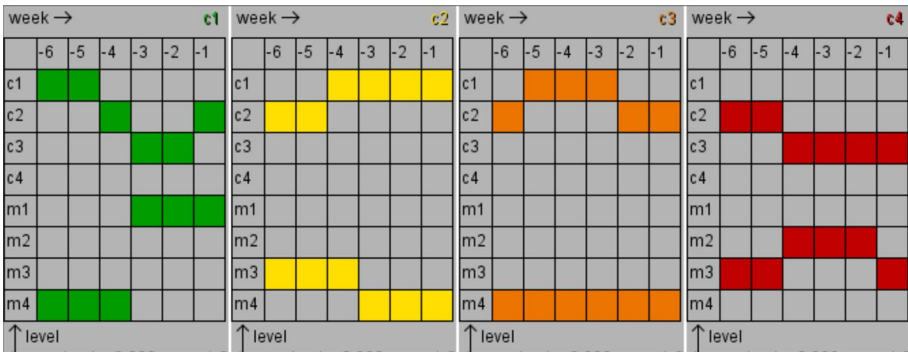 week → c1 week → c2 week → c3 week → c4
-6 -5 -4 -3 -2 -1 -6 -5 -4 -3 -2 -1 -6 -5 -4 -3 -2 -1 -6 -5 -4 -3 -2 -1
c1 c1 c1 c1
c2 c2 c2 c2
c3 c3 c3 c3
c4 c4 c4 c4
m1 m1 m1 m1
m2 m2 m2 m2
m3 m3 m3 m3
m4 m4 m4 m4
↑ level ↑ level ↑ level ↑ level